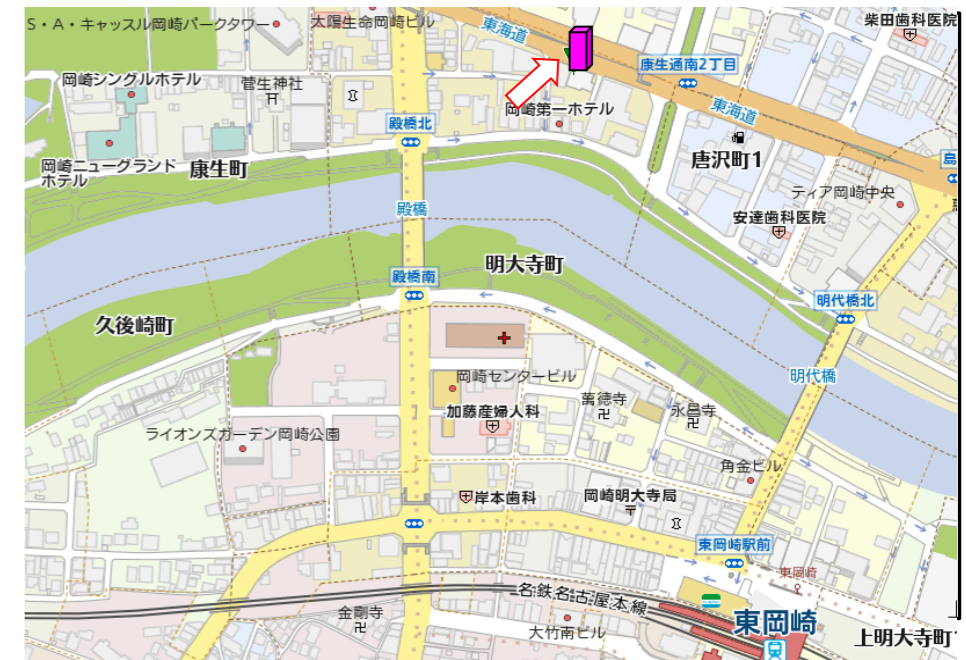 S・A・キャッスル岡崎パークタワー
太陽生命岡崎ビル
東海道
柴田歯科医院
康生通南2丁目
岡崎シングルホテル
菅生神社
岡崎第一ホテル
東海道
殿橋北
唐沢町1
岡崎ニューグランド
ホテル
康生町
島
ティア岡崎中央
殿橋
安達歯科医院
明大寺町
殿橋南
明代橋北
久後崎町
岡崎センタービル
明代橋
萬徳寺
永昌寺
加藤産婦人科
ライオンズガーデン岡崎公園
角金ビル
岸本歯科
岡崎明大寺局
東岡崎駅前
東岡崎
名鉄名古屋本線
金剛寺
大竹南ビル
東岡崎
上明大寺町